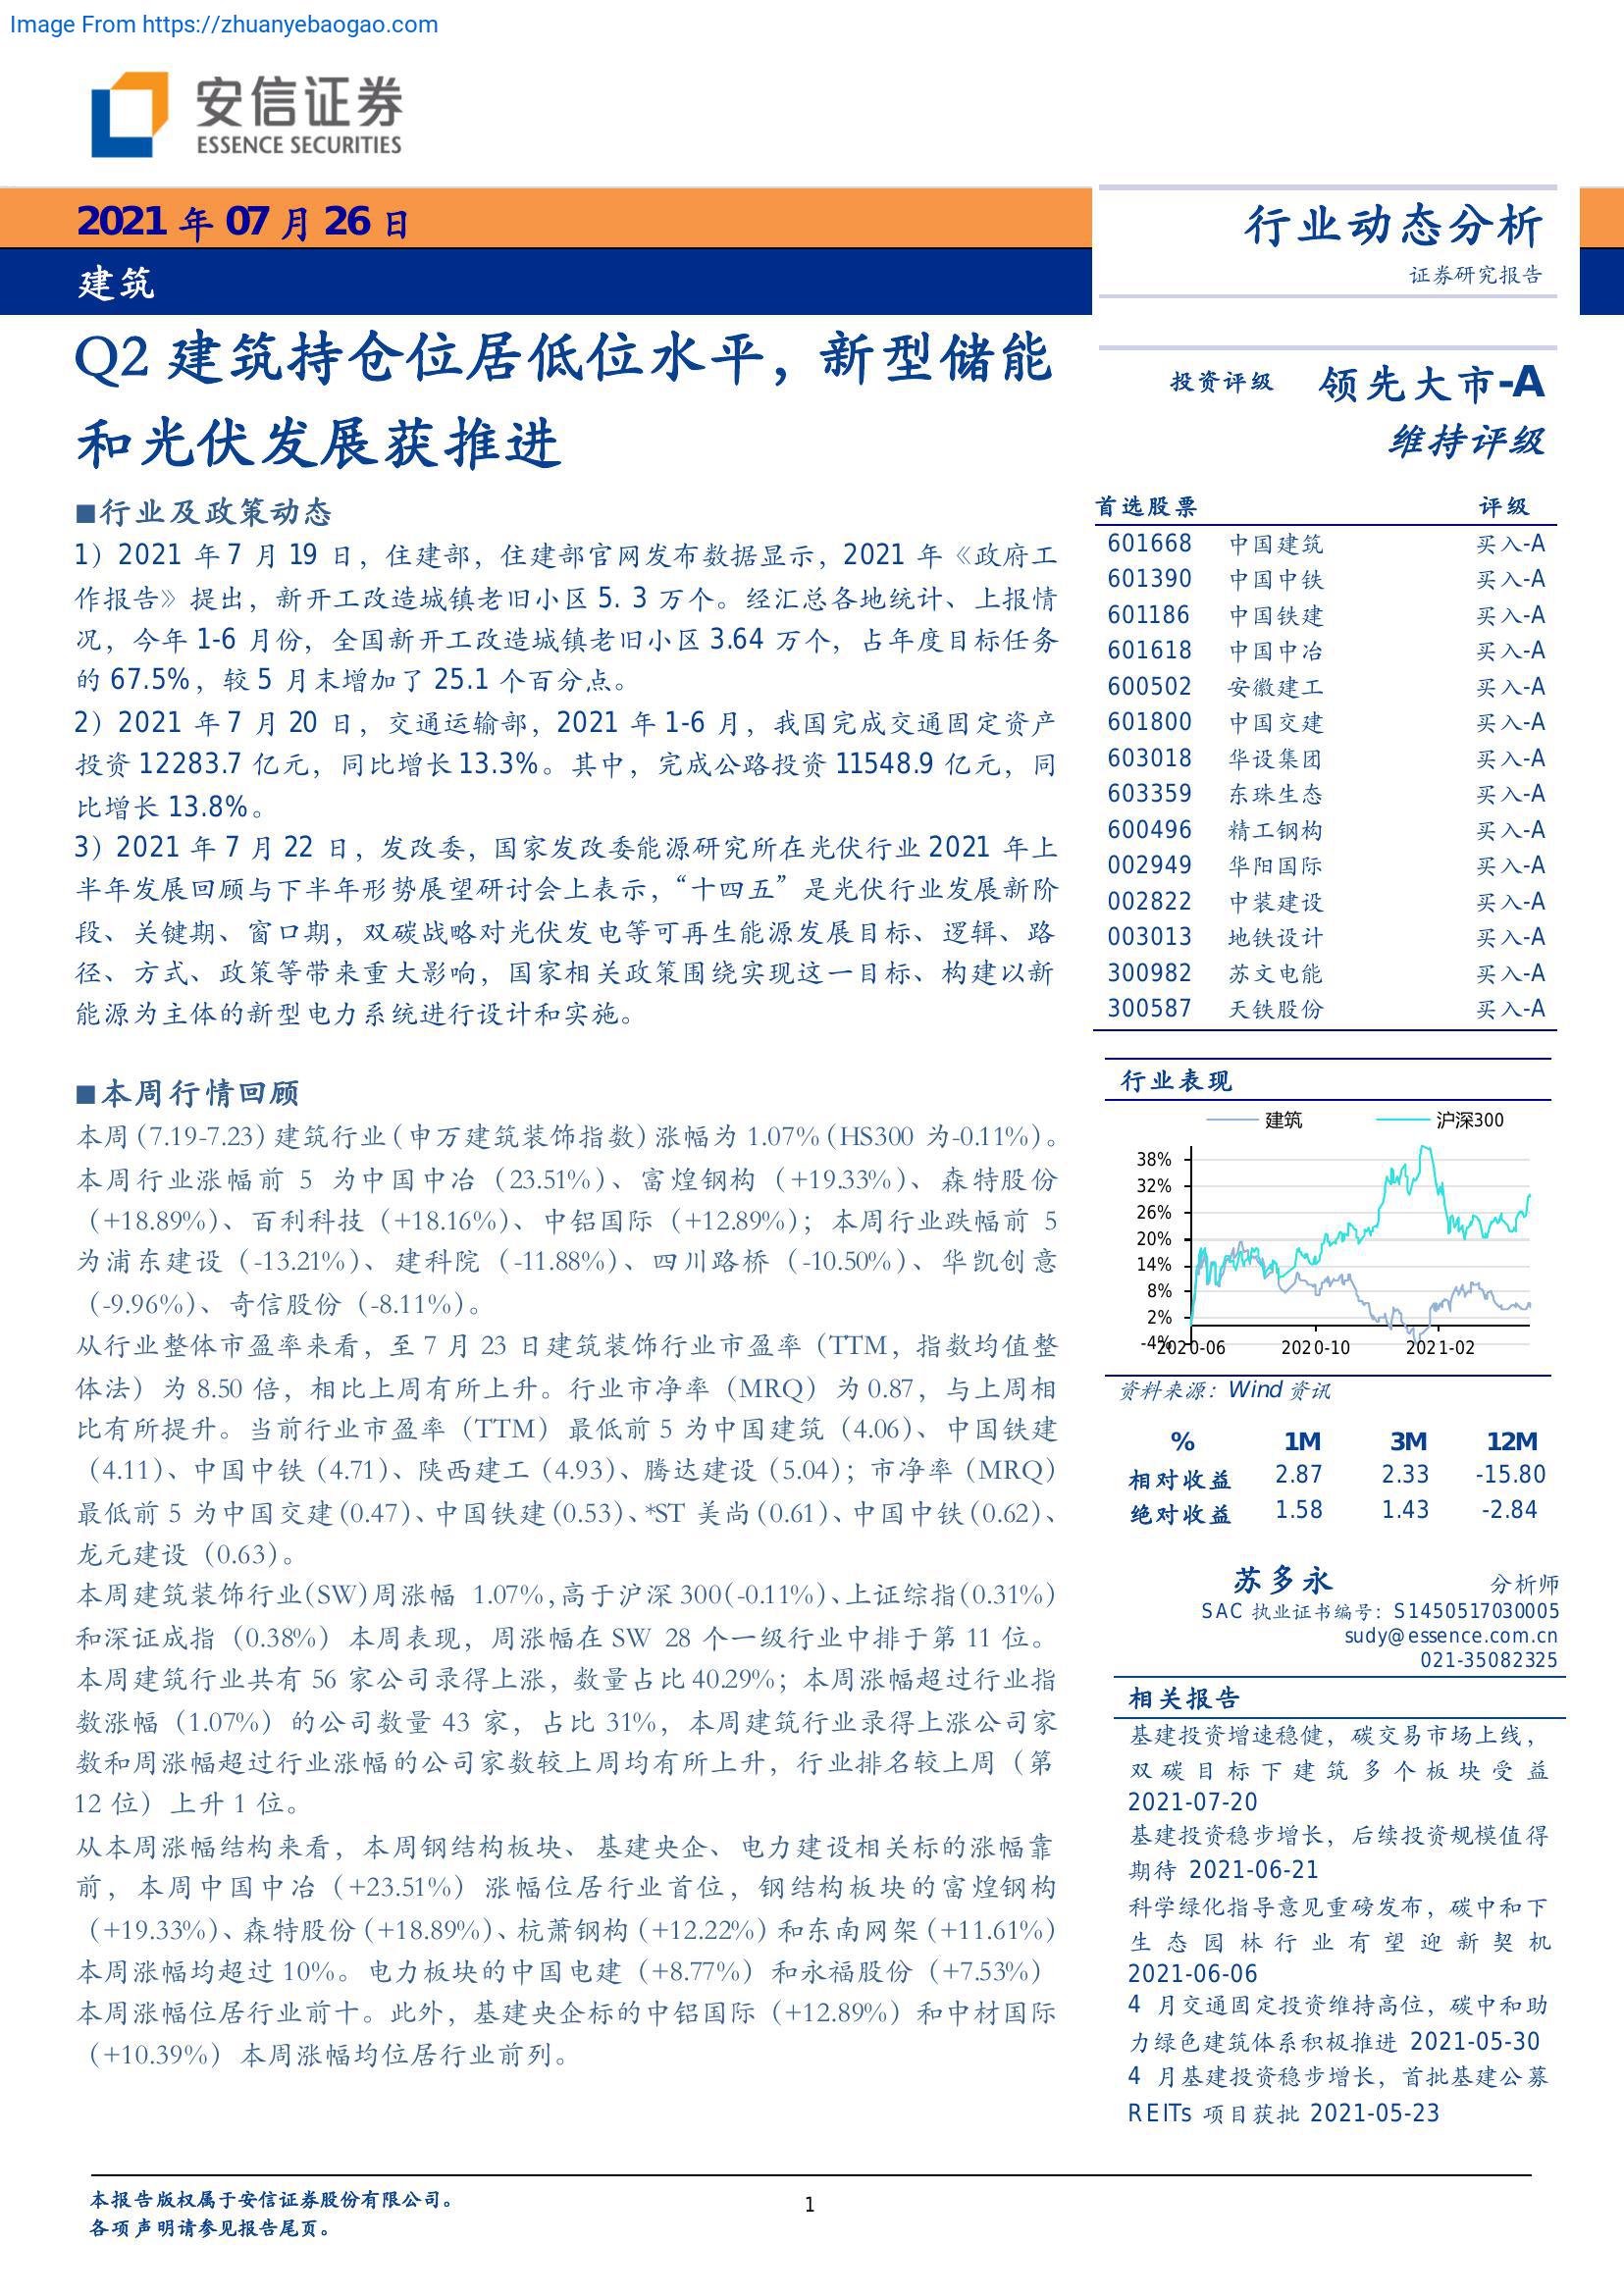 Image From https://zhuanyebaogao.com
安信证券
ESSENCE SECURITIES
2021 年 07 月 26 日
建筑
行业动态分析
证券研究报告
Q2 建筑持仓位居低位水平，新型储能
和光伏发展获推进
■行业及政策动态
1）2021 年 7 月 19 日，住建部，住建部官网发布数据显示，2021 年《政府工
作报告》提出，新开工改造城镇老旧小区 5. 3 万个。经汇总各地统计、上报情
况，今年 1-6 月份，全国新开工改造城镇老旧小区 3.64 万个，占年度目标任务
的 67.5%，较 5 月末增加了 25.1 个百分点。
2）2021 年 7 月 20 日，交通运输部，2021 年 1-6 月，我国完成交通固定资产
投资 12283.7 亿元，同比增长 13.3%。其中，完成公路投资 11548.9 亿元，同
比增长 13.8%。
3）2021 年 7 月 22 日，发改委，国家发改委能源研究所在光伏行业 2021 年上
半年发展回顾与下半年形势展望研讨会上表示，“十四五”是光伏行业发展新阶
段、关键期、窗口期，双碳战略对光伏发电等可再生能源发展目标、逻辑、路
径、方式、政策等带来重大影响，国家相关政策围绕实现这一目标、构建以新
能源为主体的新型电力系统进行设计和实施。
■本周行情回顾
本周（7.19-7.23）建筑行业（申万建筑装饰指数）涨幅为 1.07%（HS300 为-0.11%）。
本周行业涨幅前 5 为中国中冶（23.51%）、富煌钢构（+19.33%）、森特股份
（+18.89%）、百利科技（+18.16%）、中铝国际（+12.89%）；本周行业跌幅前 5
为浦东建设（-13.21%）、建科院（-11.88%）、四川路桥（-10.50%）、华凯创意
（-9.96%）、奇信股份（-8.11%）。
从行业整体市盈率来看，至 7 月 23 日建筑装饰行业市盈率（TTM，指数均值整
体法）为 8.50 倍，相比上周有所上升。行业市净率（MRQ）为 0.87，与上周相
比有所提升。当前行业市盈率（TTM）最低前 5 为中国建筑（4.06）、中国铁建
（4.11）、中国中铁（4.71）、陕西建工（4.93）、腾达建设（5.04）；市净率（MRQ）
最低前 5 为中国交建（0.47）、中国铁建（0.53）、*ST 美尚（0.61）、中国中铁（0.62）、
龙元建设（0.63）。
本周建筑装饰行业(SW)周涨幅 1.07%,高于沪深 300(-0.11%)、上证综指(0.31%)
和深证成指（0.38%）本周表现，周涨幅在 SW 28 个一级行业中排于第 11 位。
本周建筑行业共有 56 家公司录得上涨，数量占比 40.29%；本周涨幅超过行业指
数涨幅（1.07%）的公司数量 43 家，占比 31%，本周建筑行业录得上涨公司家
数和周涨幅超过行业涨幅的公司家数较上周均有所上升，行业排名较上周（第
12 位）上升 1 位。
从本周涨幅结构来看，本周钢结构板块、基建央企、电力建设相关标的涨幅靠
前，本周中国中冶（+23.51%）涨幅位居行业首位，钢结构板块的富煌钢构
（+19.33%）、森特股份（+18.89%）、杭萧钢构（+12.22%）和东南网架（+11.61%）
本周涨幅均超过 10%。电力板块的中国电建（+8.77%）和永福股份（+7.53%）
本周涨幅位居行业前十。此外，基建央企标的中铝国际（+12.89%）和中材国际
（+10.39%）本周涨幅均位居行业前列。
投资评级 领先大市-A
维持评级
首选股票 评级
601668 中国建筑 买入-A
601390 中国中铁 买入-A
601186 中国铁建 买入-A
601618 中国中冶 买入-A
600502 安徽建工 买入-A
601800 中国交建 买入-A
603018 华设集团 买入-A
603359 东珠生态 买入-A
600496 精工钢构 买入-A
002949 华阳国际 买入-A
002822 中装建设 买入-A
003013 地铁设计 买入-A
300982 苏文电能 买入-A
300587 天铁股份 买入-A
行业表现
建筑 沪深300
38%
32%
26%
20%
14%
8%
2%
-4%
2020-06 2020-10 2021-02
资料来源：Wind 资讯
% 1M 3M 12M
相对收益 2.87 2.33 -15.80
绝对收益 1.58 1.43 -2.84
苏多永 分析师
SAC 执业证书编号：S1450517030005
sudy@essence.com.cn
021-35082325
相关报告
基建投资增速稳健，碳交易市场上线，
双碳目标下建筑多个板块受益
2021-07-20
基建投资稳步增长，后续投资规模值得
期待 2021-06-21
科学绿化指导意见重磅发布，碳中和下
生态园林行业有望迎新契机
2021-06-06
4 月交通固定投资维持高位，碳中和助
力绿色建筑体系积极推进 2021-05-30
4 月基建投资稳步增长，首批基建公募
REITs 项目获批 2021-05-23
本报告版权属于安信证券股份有限公司。
各项声明请参见报告尾页。
1